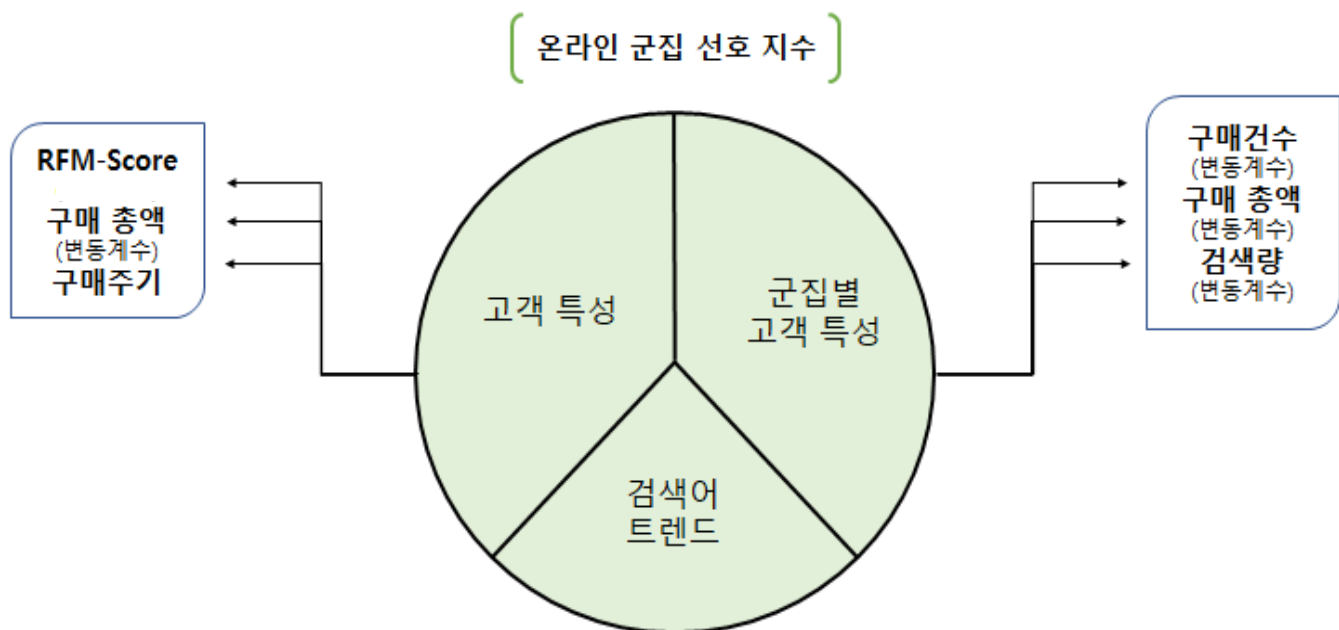 온라인 군집 선호 지수
RFM-Score
구매 총액
(변동계수)
구매주기
고객 특성
군집별
고객 특성
검색어
트렌드
구매건수
(변동계수)
구매 총액
(변동계수)
검색량
(변동계수)